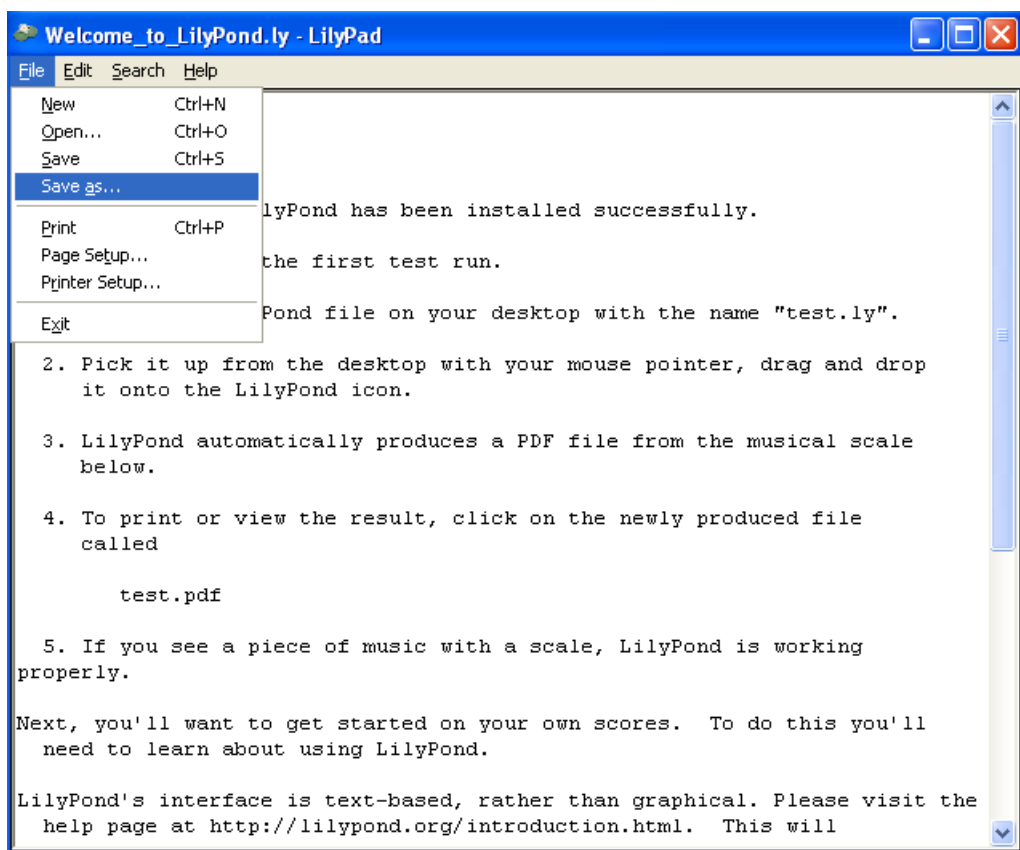 Welcome_to_LilyPond.ly - LilyPad
File Edit Search Help
New Ctrl+N
Open... Ctrl+O
Save Ctrl+S
Save as...
Print Ctrl+P
Page Setup...
Printer Setup...
Exit
lyPond has been installed successfully.
the first test run.
Pond file on your desktop with the name "test.ly".
2. Pick it up from the desktop with your mouse pointer, drag and drop
it onto the LilyPond icon.
3. LilyPond automatically produces a PDF file from the musical scale
below.
4. To print or view the result, click on the newly produced file
called
test.pdf
5. If you see a piece of music with a scale, LilyPond is working
properly.
Next, you'll want to get started on your own scores.  To do this you'll
need to learn about using LilyPond.
LilyPond's interface is text-based, rather than graphical. Please visit the
help page at http://lilypond.org/introduction.html.  This will